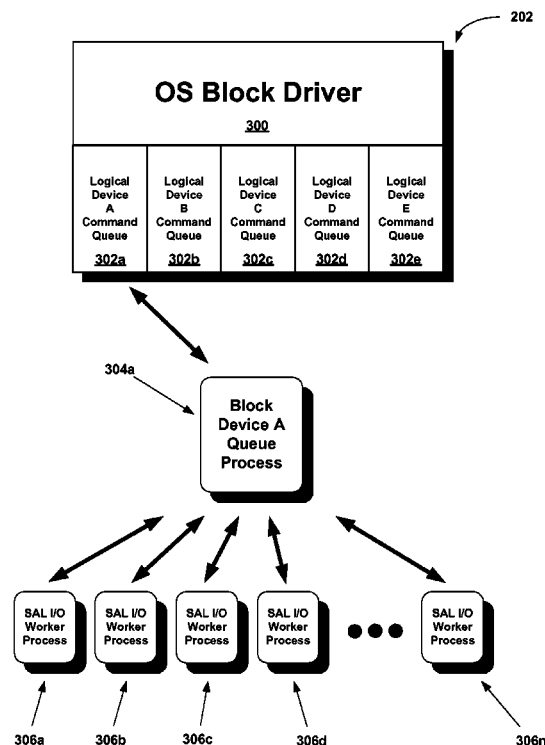 202
OS Block Driver
300
Logical
Device
A
Command
Queue
302a
Logical
Device
B
Command
Queue
302b
Logical
Device
C
Command
Queue
302c
Logical
Device
D
Command
Queue
302d
Logical
Device
E
Command
Queue
302e
304a
Block
Device A
Queue
Process
SAL I/O
Worker
Process
SAL I/O
Worker
Process
SAL I/O
Worker
Process
SAL I/O
Worker
Process
SAL I/O
Worker
Process
306a
306b
306c
306d
306n